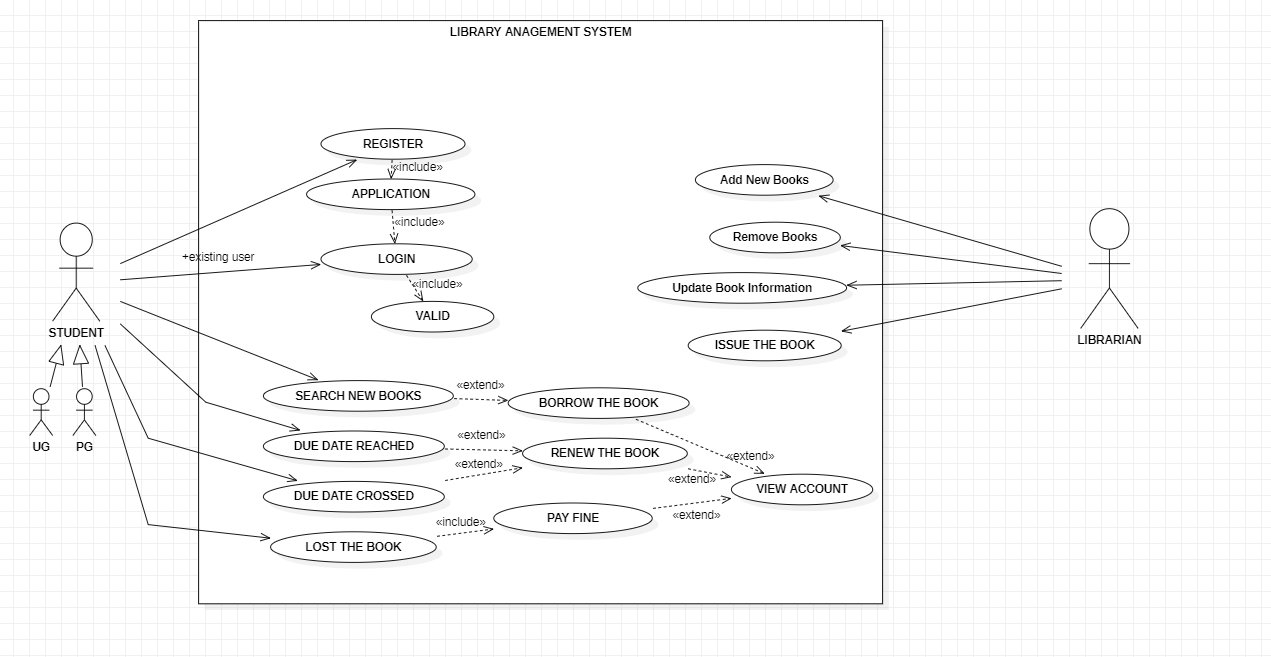 LIBRARY ANAGEMENT SYSTEM
REGISTER
«include»
APPLICATION
«include»
+existing user
LOGIN
«include»
VALID
Add New Books
Remove Books
Update Book Information
ISSUE THE BOOK
STUDENT
UG
PG
LIBRARIAN
SEARCH NEW BOOKS
«extend»
BORROW THE BOOK
DUE DATE REACHED
«extend»
RENEW THE BOOK
«extend»
DUE DATE CROSSED
«extend»
«extend»
VIEW ACCOUNT
LOST THE BOOK
«include»
PAY FINE
«extend»